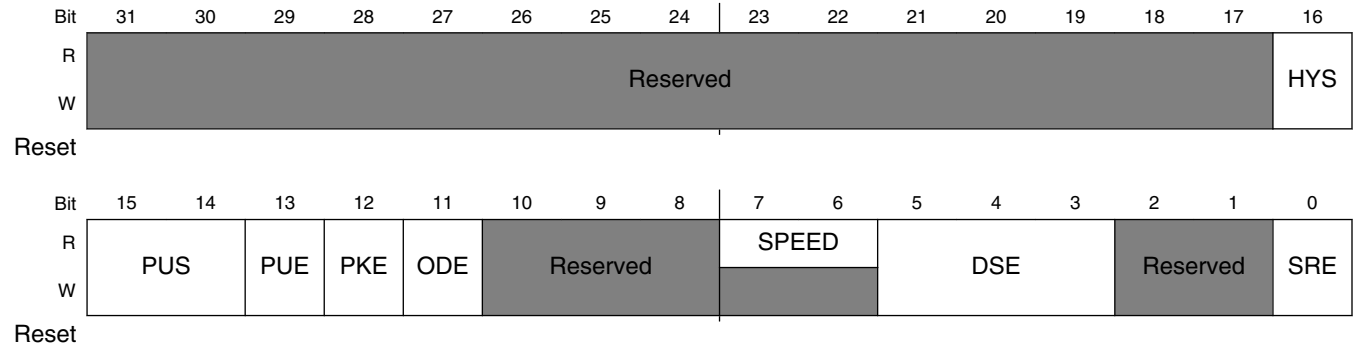 Bit 31 30 29 28 27 26 25 24 23 22 21 20 19 18 17 16
R
Reserved HYS
W
Reset
Bit 15 14 13 12 11 10 9 8 7 6 5 4 3 2 1 0
R SPEED
PUS PUE PKE ODE Reserved DSE Reserved SRE
W
Reset